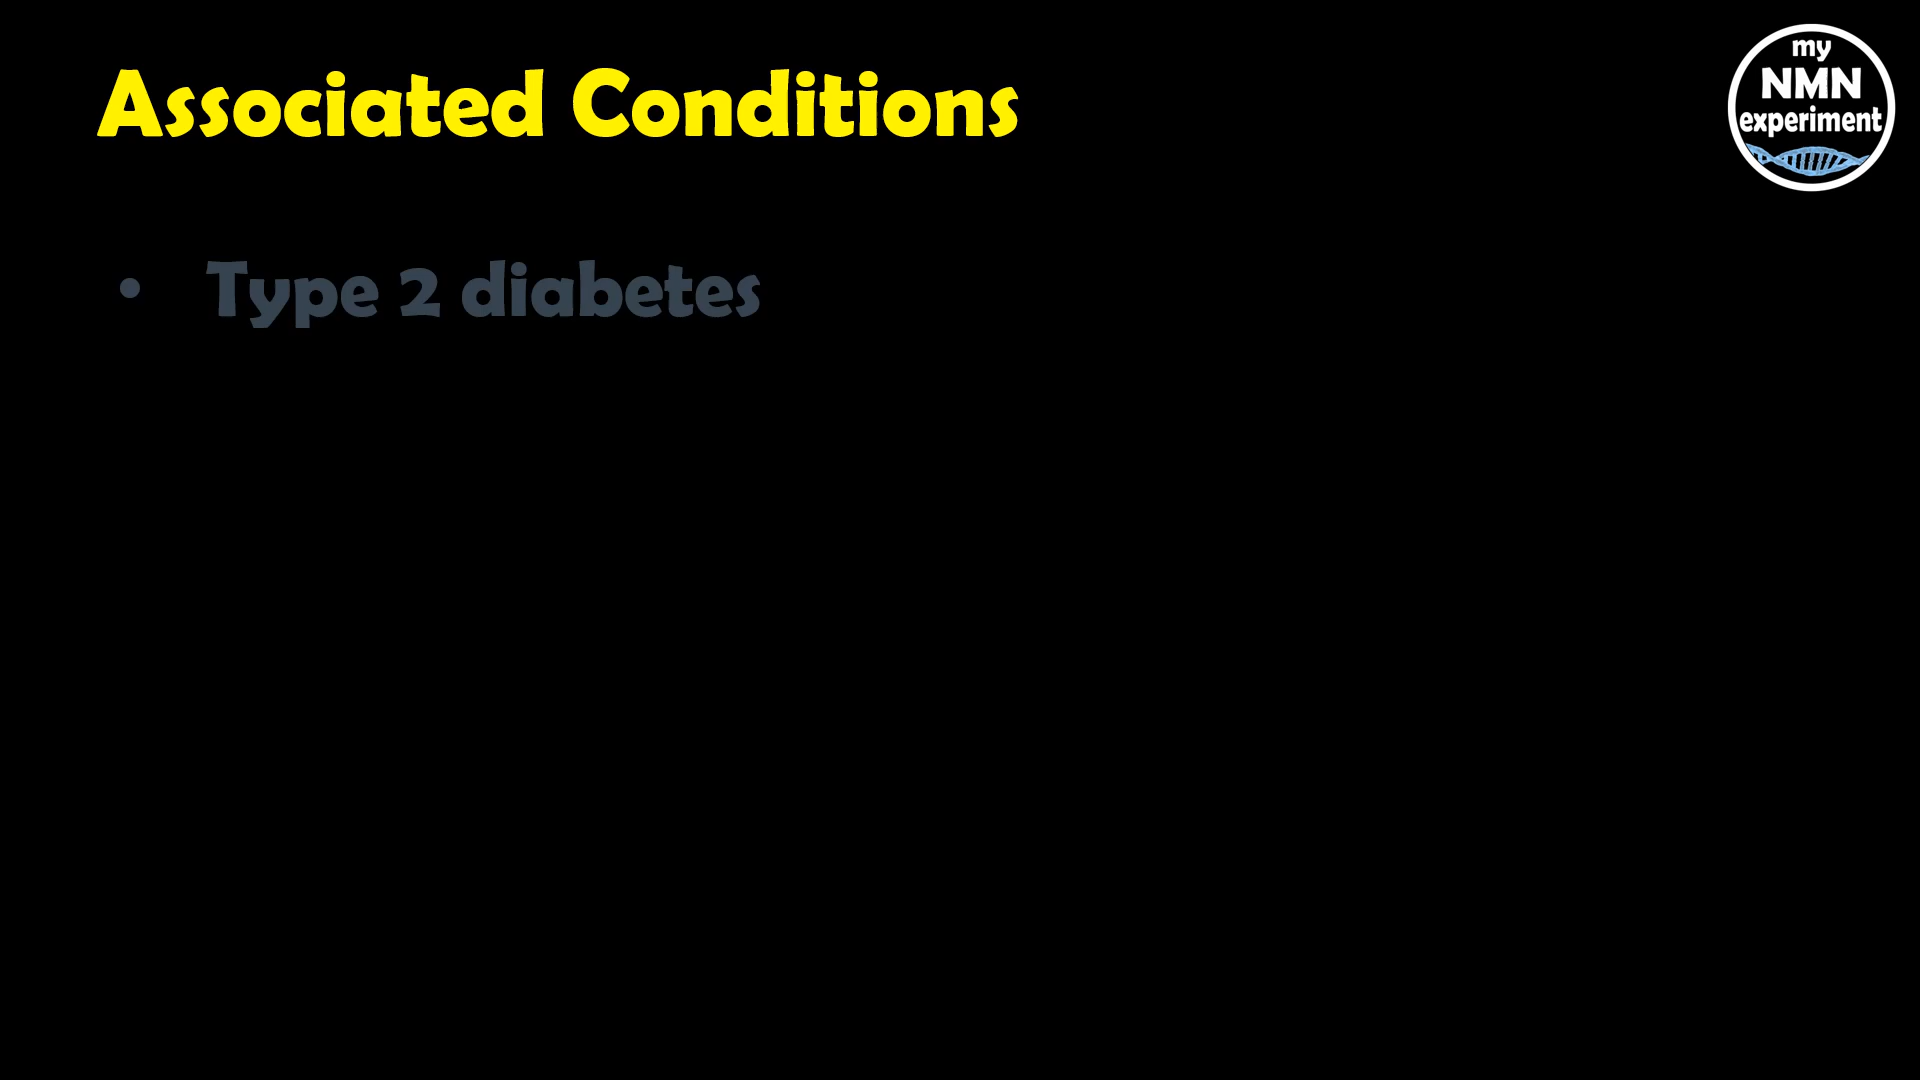 Associated Conditions
my
NMN
experiment
• Type 2 diabetes